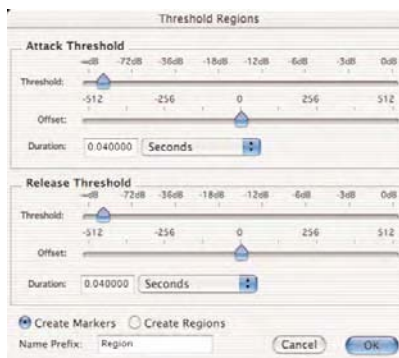 Threshold Regions
Attack Threshold
-∞dB -72dB -36dB -18dB -12dB -6dB -3dB 0dB
Threshold:
-512 -256 0 256 512
Offset:
Duration: 0.040000 Seconds
Release Threshold
-∞dB -72dB -36dB -18dB -12dB -6dB -3dB 0dB
Threshold:
-512 -256 0 256 512
Offset:
Duration: 0.040000 Seconds
Create Markers Create Regions
Name Prefix: Region Cancel OK